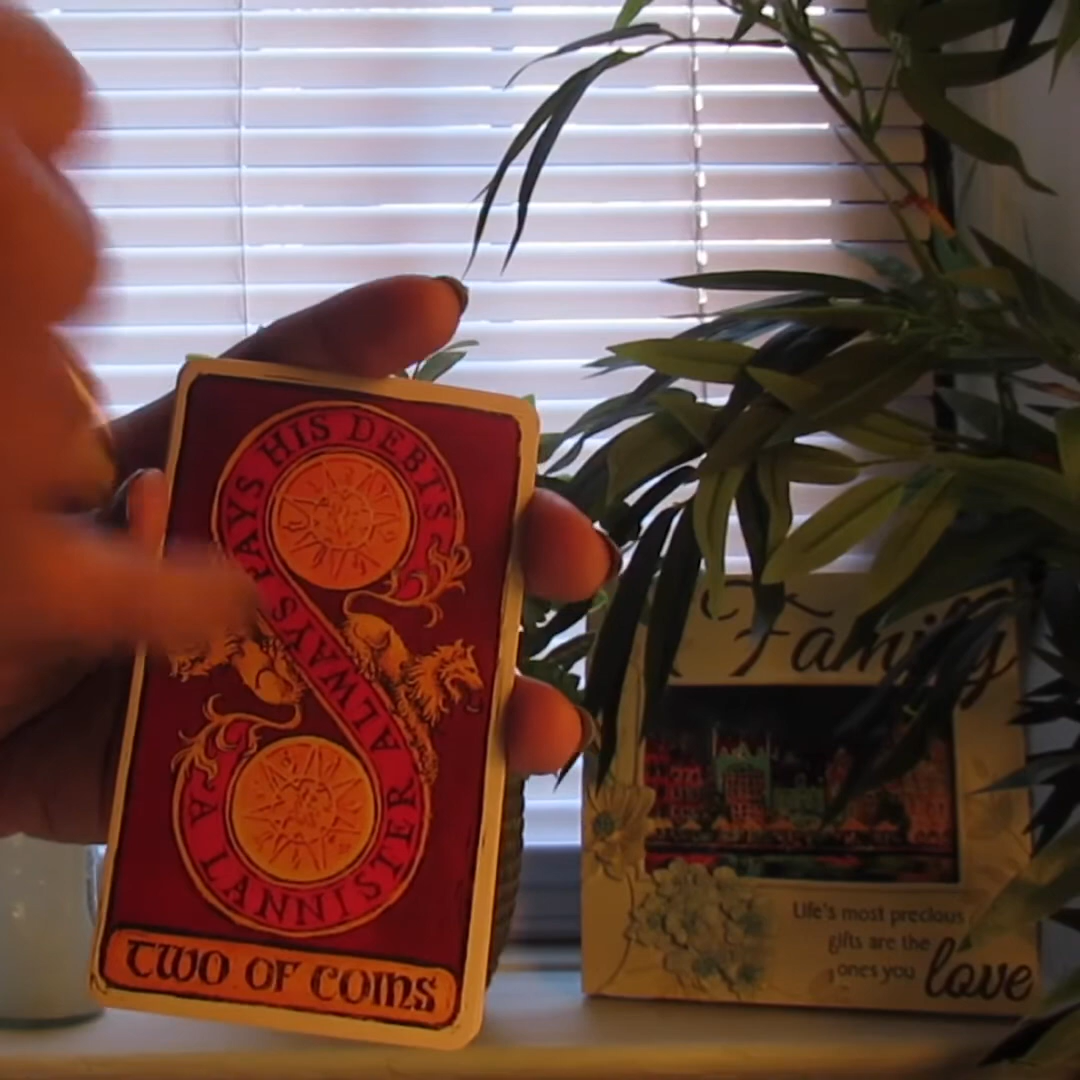 A LANNISTER ALWAYS PAYS HIS DEBTS
TWO OF COINS
Family
Life's most precious
gifts are the
ones you love